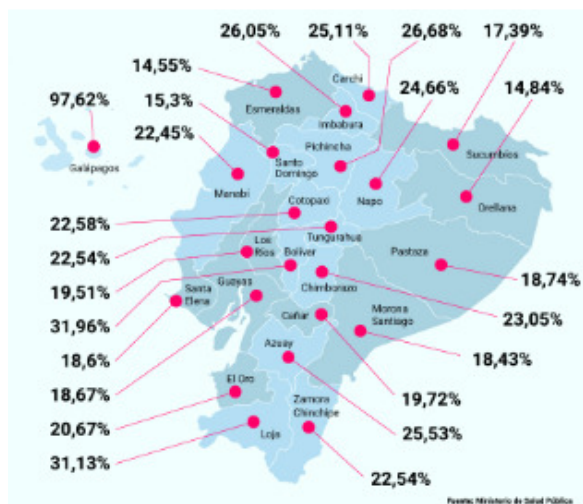 26,05%
25,11%
26,68%
17,39%
14,55%
Carchi
24,66%
14,84%
97,62%
15,3%
Esmeraldas
Imbabura
22,45%
Pichincha
Sucumbíos
Galápagos
Santo
Domingo
Manabí
Napo
Orellana
Cotopaxi
22,58%
Tungurahua
22,54%
Los
Ríos
Bolívar
Pastaza
19,51%
Santa
Elena
Guayas
Chimborazo
18,74%
31,96%
Cañar
Morona
Santiago
23,05%
18,6%
Azuay
18,43%
18,67%
El Oro
19,72%
20,67%
Zamora
Chinchipe
25,53%
Loja
31,13%
22,54%
Fuente: Ministerio de Salud Pública